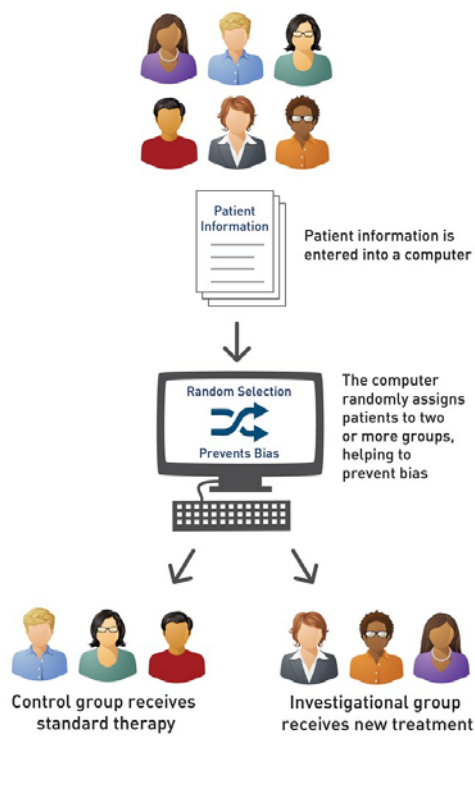 Patient
Information
Patient information is
entered into a computer
Random Selection
Prevents Bias
The computer
randomly assigns
patients to two
or more groups,
helping to
prevent bias
Control group receives
standard therapy
Investigational group
receives new treatment